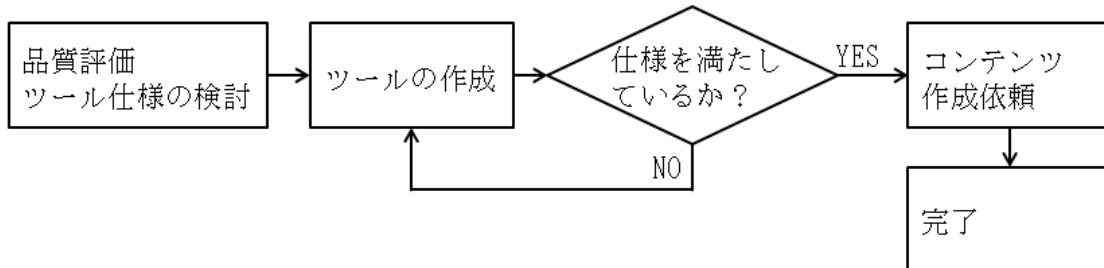 品質評価
ツール仕様の検討
ツールの作成
仕様を満たし
ているか？
YES
NO
コンテンツ
作成依頼
完了